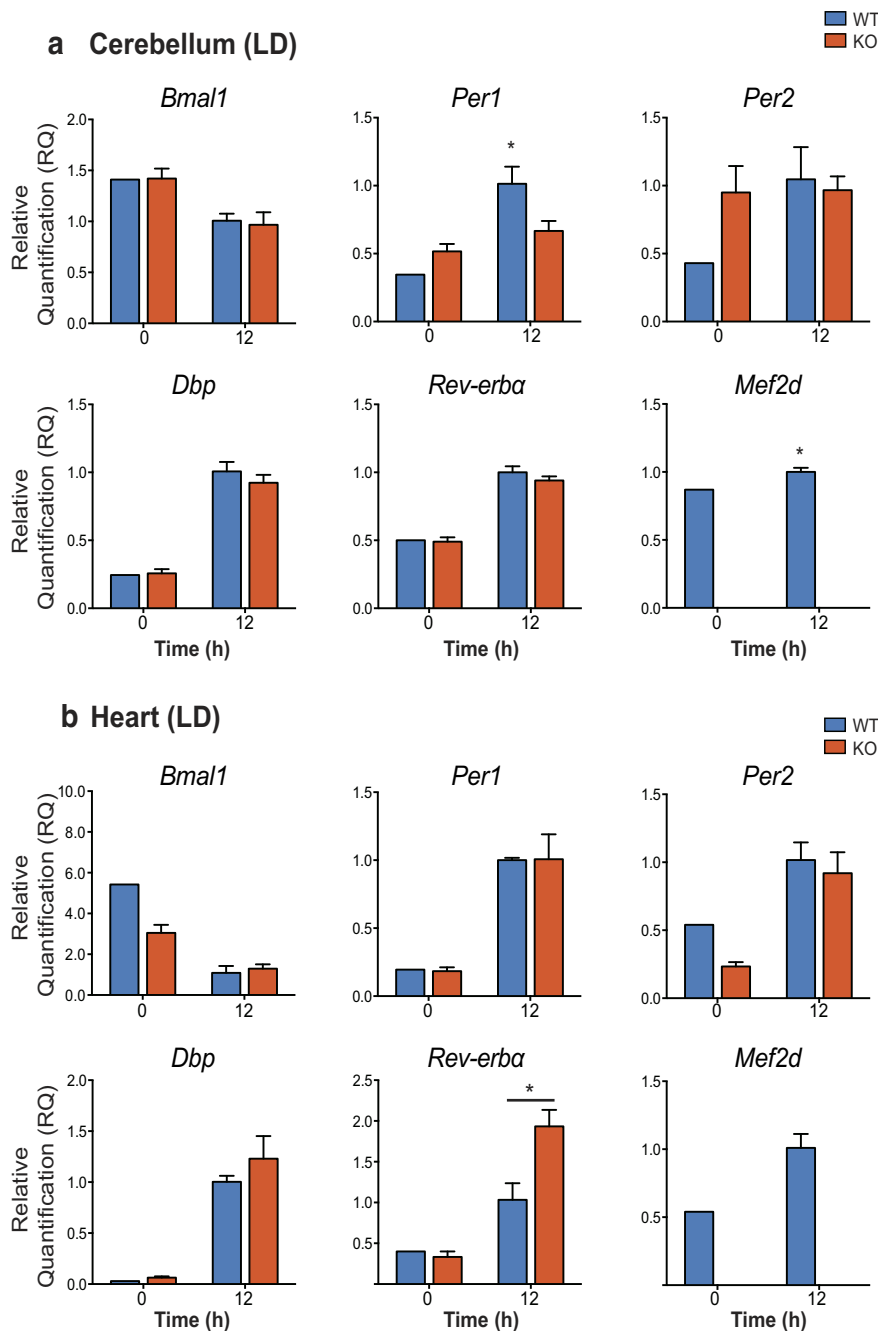 a Cerebellum (LD)
WT
KO
Bmal1
Per1
Per2
Relative
Quantification (RQ)
2.0
1.5
1.0
0.5
0.0
0
12
1.5
*
1.0
0.5
0.0
0
12
1.5
1.0
0.5
0.0
0
12
Dbp
Rev-erbα
Mef2d
Relative
Quantification (RQ)
1.5
1.0
0.5
0.0
0
12
Time (h)
1.5
1.0
0.5
0.0
0
12
Time (h)
1.5
*
1.0
0.5
0.0
0
12
Time (h)
b Heart (LD)
WT
KO
Bmal1
Per1
Per2
Relative
Quantification (RQ)
10.0
8.0
6.0
4.0
2.0
0.0
0
12
1.5
1.0
0.5
0.0
0
12
1.5
1.0
0.5
0.0
0
12
Dbp
Rev-erbα
Mef2d
Relative
Quantification (RQ)
2.0
1.5
1.0
0.5
0.0
0
12
Time (h)
2.5
*
2.0
1.5
1.0
0.5
0
12
Time (h)
1.5
1.0
0.5
0
12
Time (h)